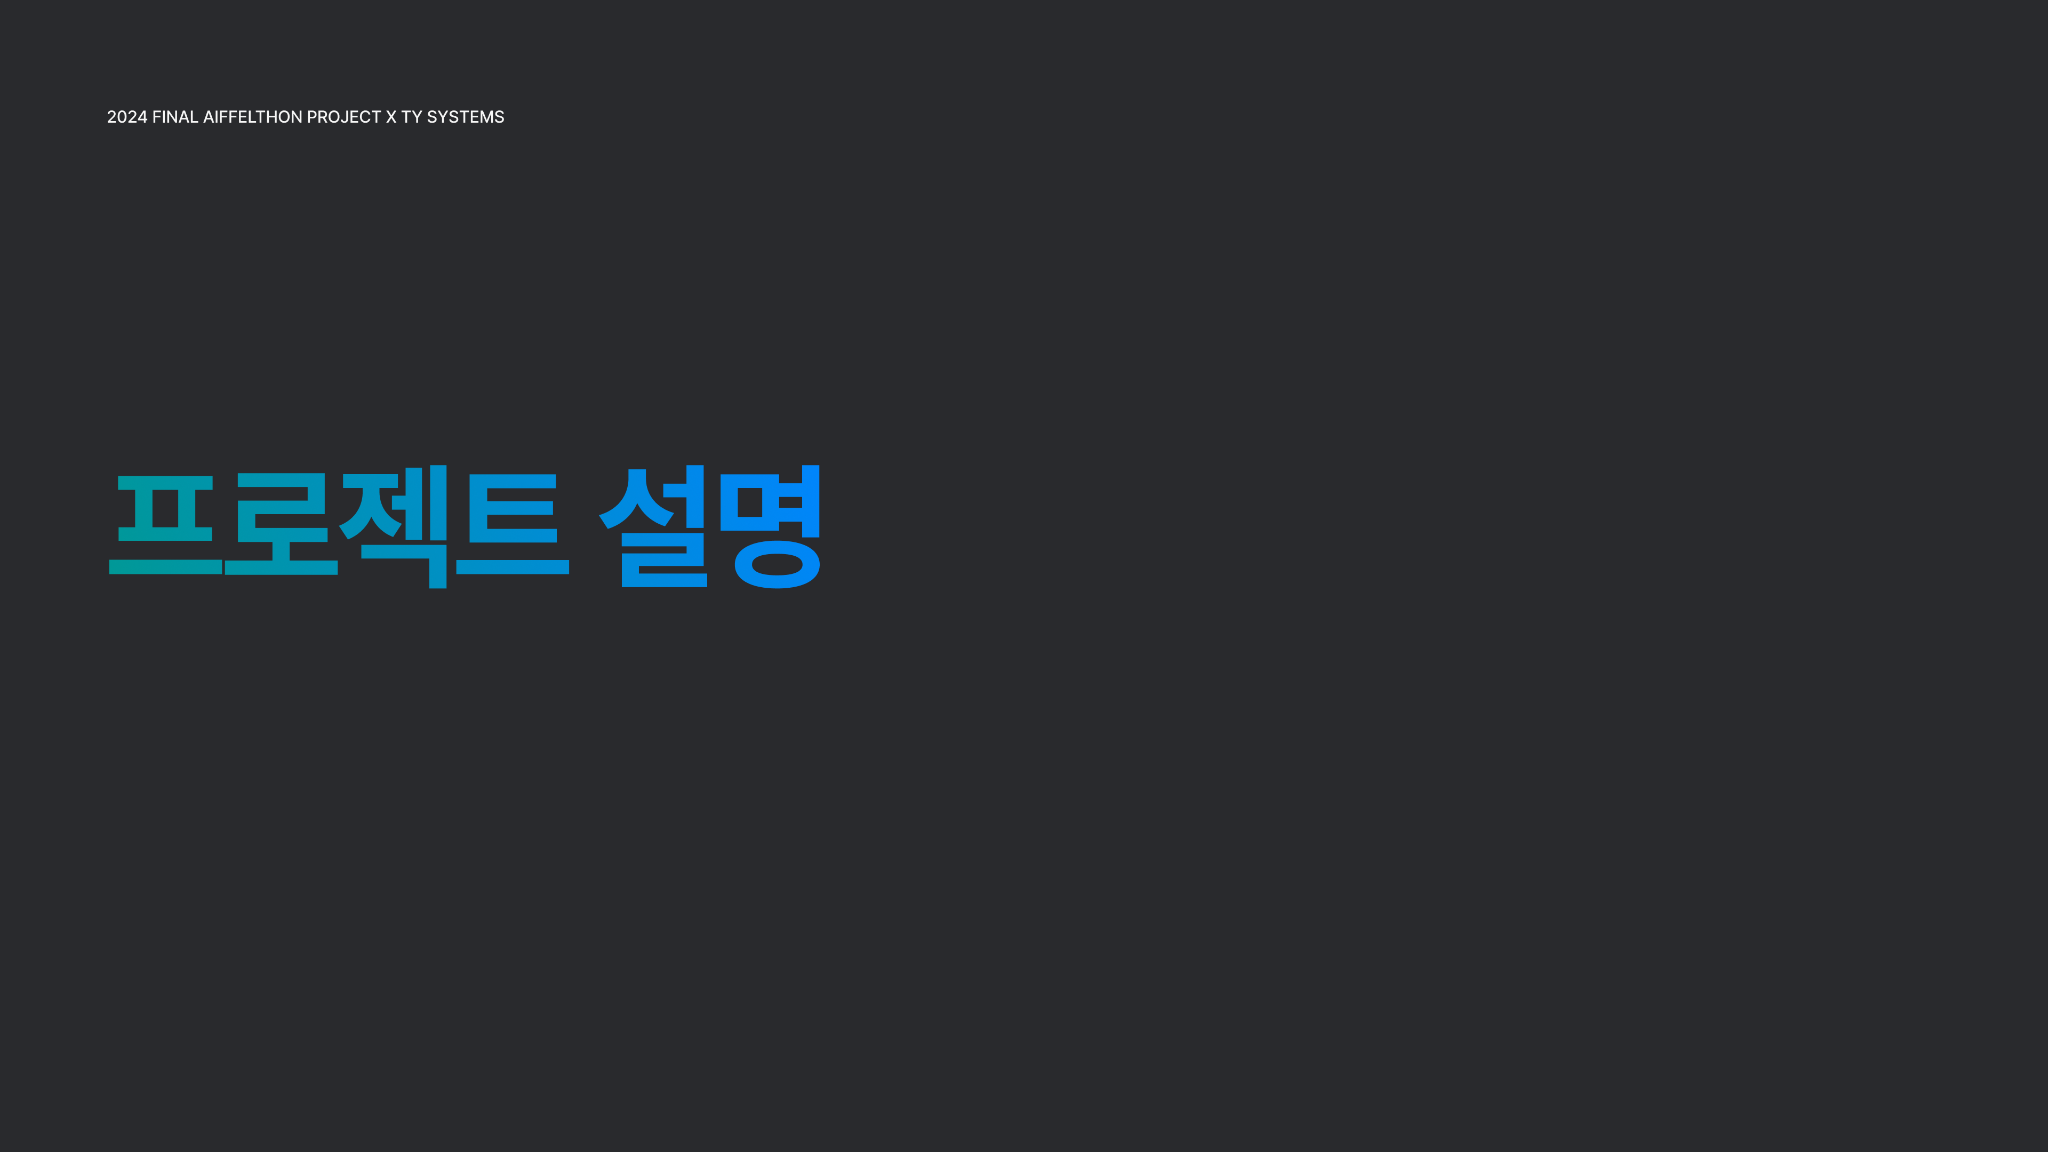 2024 FINAL AIFFELTHON PROJECT X TY SYSTEMS
프로젝트 설명